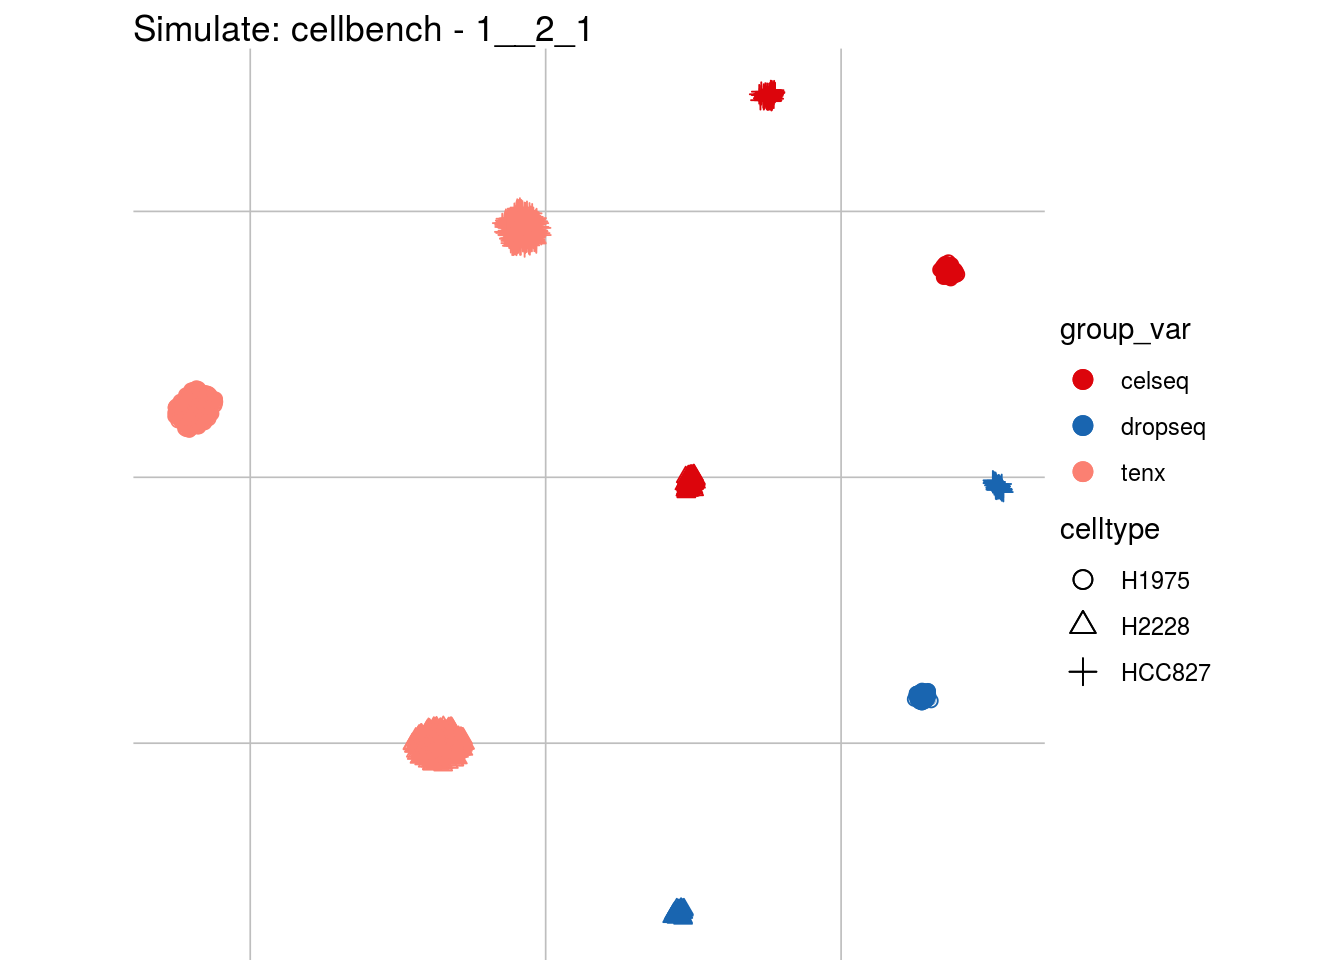 Simulate: cellbench - 1__2_1
group_var
celseq
dropseq
tenx
celltype
H1975
H2228
HCC827